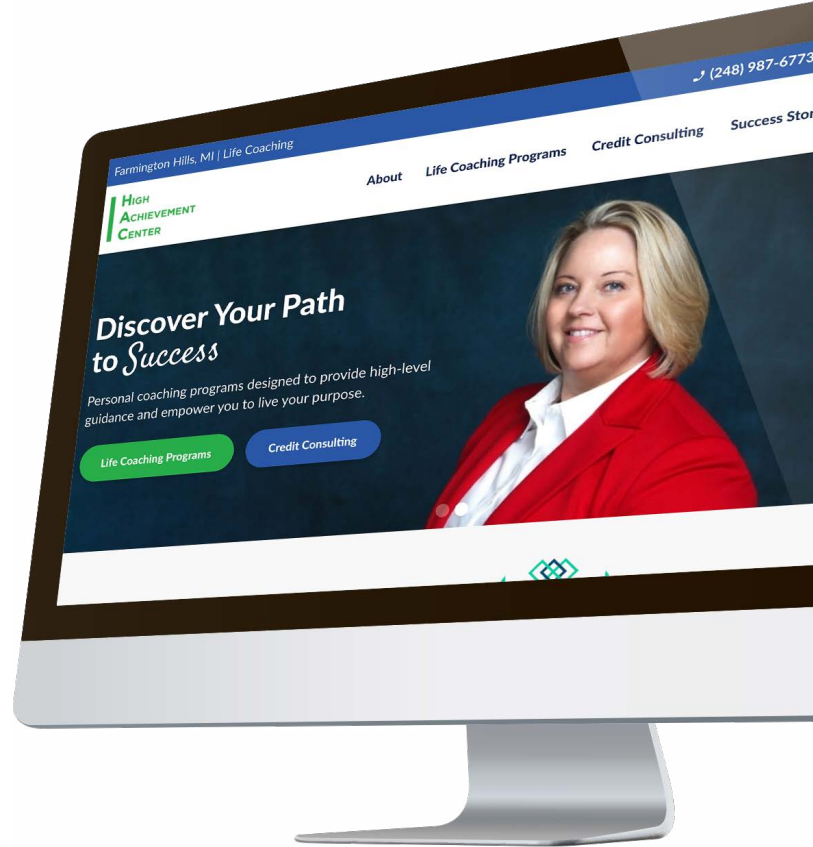 Farmington Hills, MI | Life Coaching
(248) 987-6773
High
Achievement
Center
About
Life Coaching Programs
Credit Consulting
Success
Discover Your Path
to Success
Personal coaching programs designed to provide high-level
guidance and empower you to live your purpose.
Life Coaching Programs
Credit Consulting